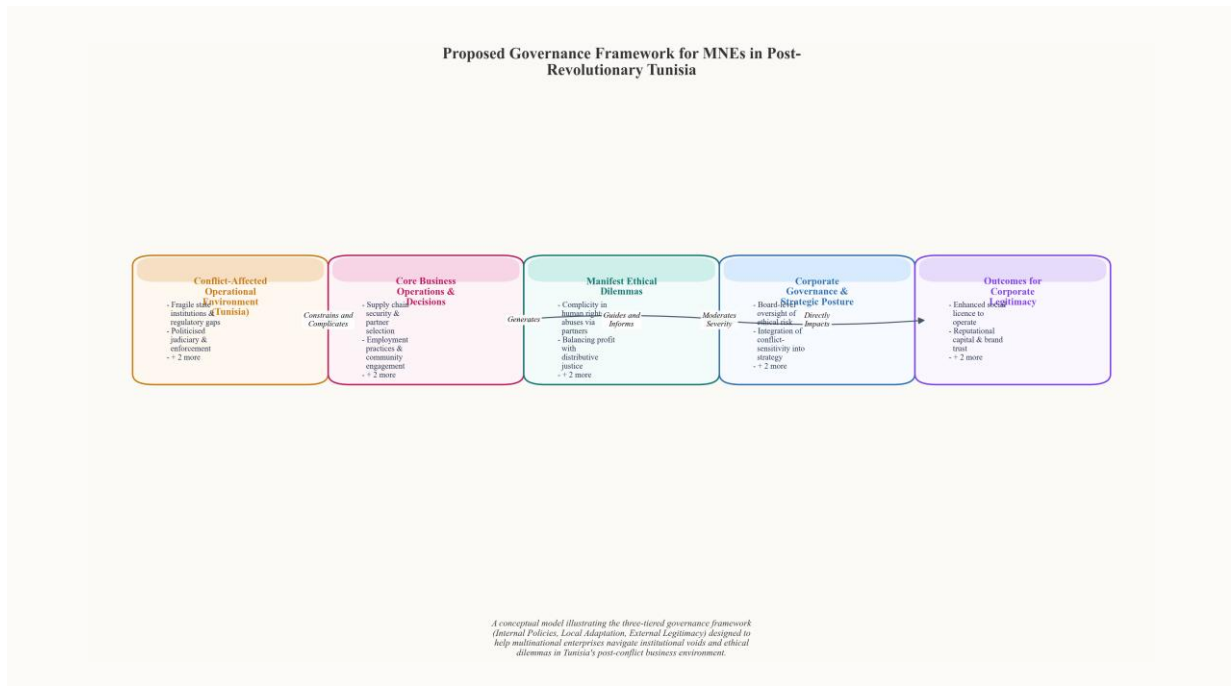 Proposed Governance Framework for MNEs in Post-
Revolutionary Tunisia
Conflict-Affected
Operational
Environment
(Tunisia)
- Fragile state
institutions &
regulatory gaps
- Politicised
judiciary &
enforcement
- + 2 more
Constrains and
Complicates
Core Business
Operations &
Decisions
- Supply chain
security &
partner
selection
- Employment
practices &
community
engagement
- + 2 more
Generates
Manifest Ethical
Dilemmas
- Complicity in
human rights
abuses via
partners
- Balancing profit
with
distributive
justice
- + 2 more
Guides and
Informs
Moderates
Severity
Corporate
Governance &
Strategic Posture
- Board-level
oversight of
ethical risk
- Integration of
conflict-
sensitivity into
strategy
- + 2 more
Directly
Impacts
Outcomes for
Corporate
Legitimacy
- Enhanced social
licence to
operate
- Reputational
capital & brand
trust
- + 2 more
A conceptual model illustrating the three-tiered governance framework
(Internal Policies, Local Adaptation, External Legitimacy) designed to
help multinational enterprises navigate institutional voids and ethical
dilemmas in Tunisia's post-conflict business environment.